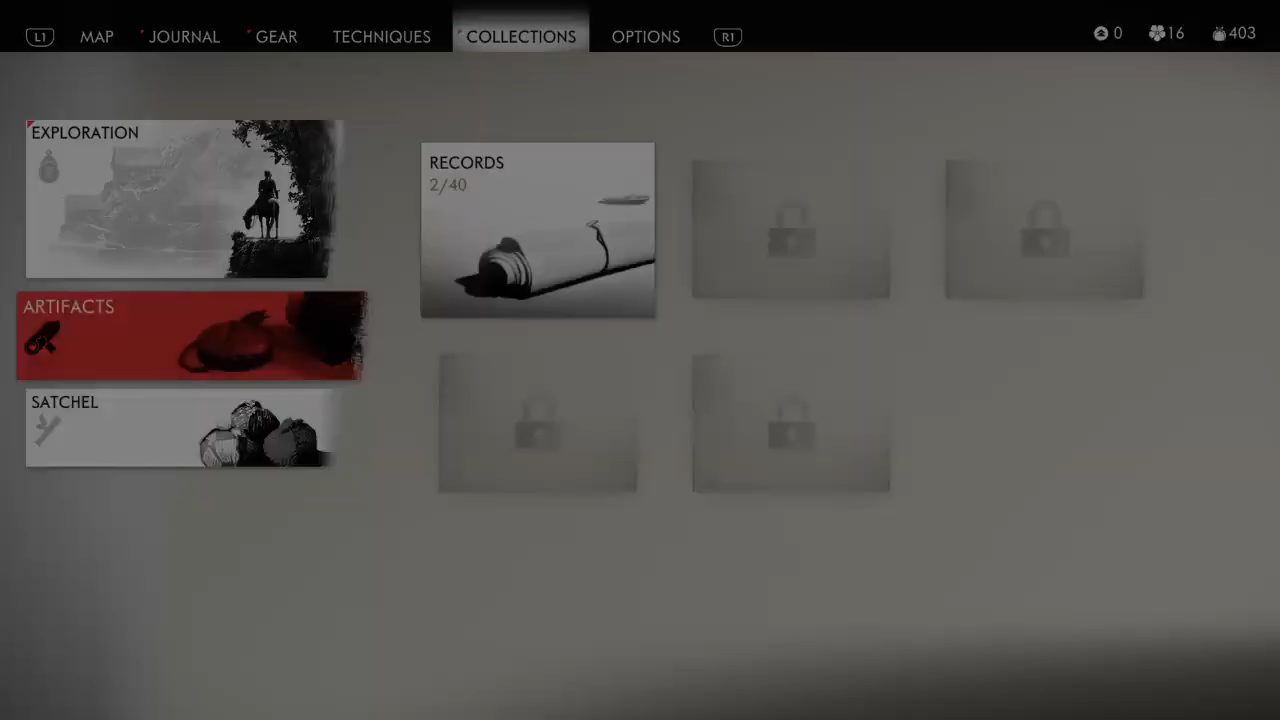 L1 MAP JOURNAL GEAR TECHNIQUES COLLECTIONS OPTIONS R1 0 16 403
EXPLORATION
RECORDS
2/40
ARTIFACTS
SATCHEL